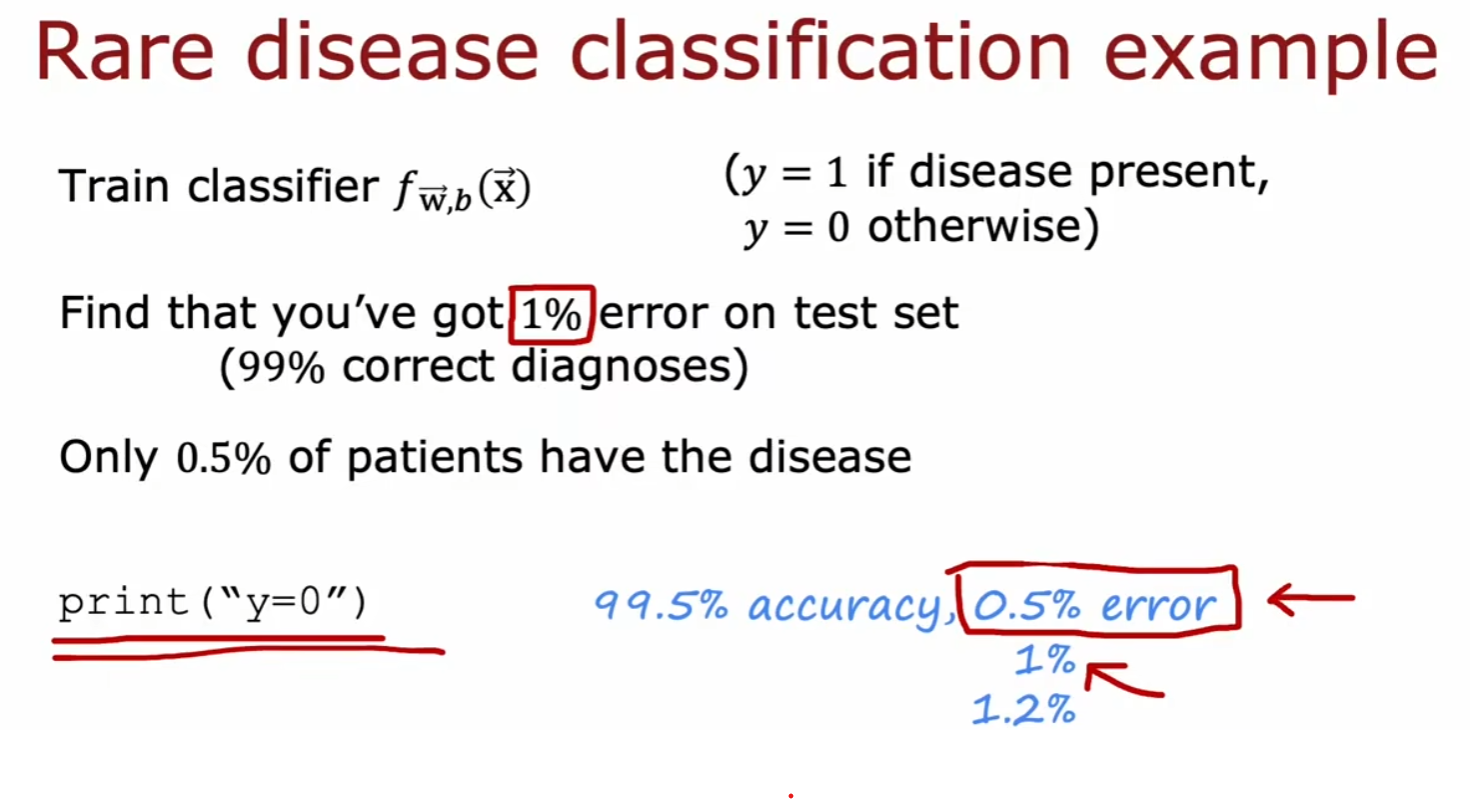 Rare disease classification example
Train classifier f_{w⃗,b}(x⃗)
(y = 1 if disease present,
y = 0 otherwise)
Find that you’ve got 1% error on test set
(99% correct diagnoses)
Only 0.5% of patients have the disease
print(“y=0”)
99.5% accuracy, 0.5% error
1%
1.2%